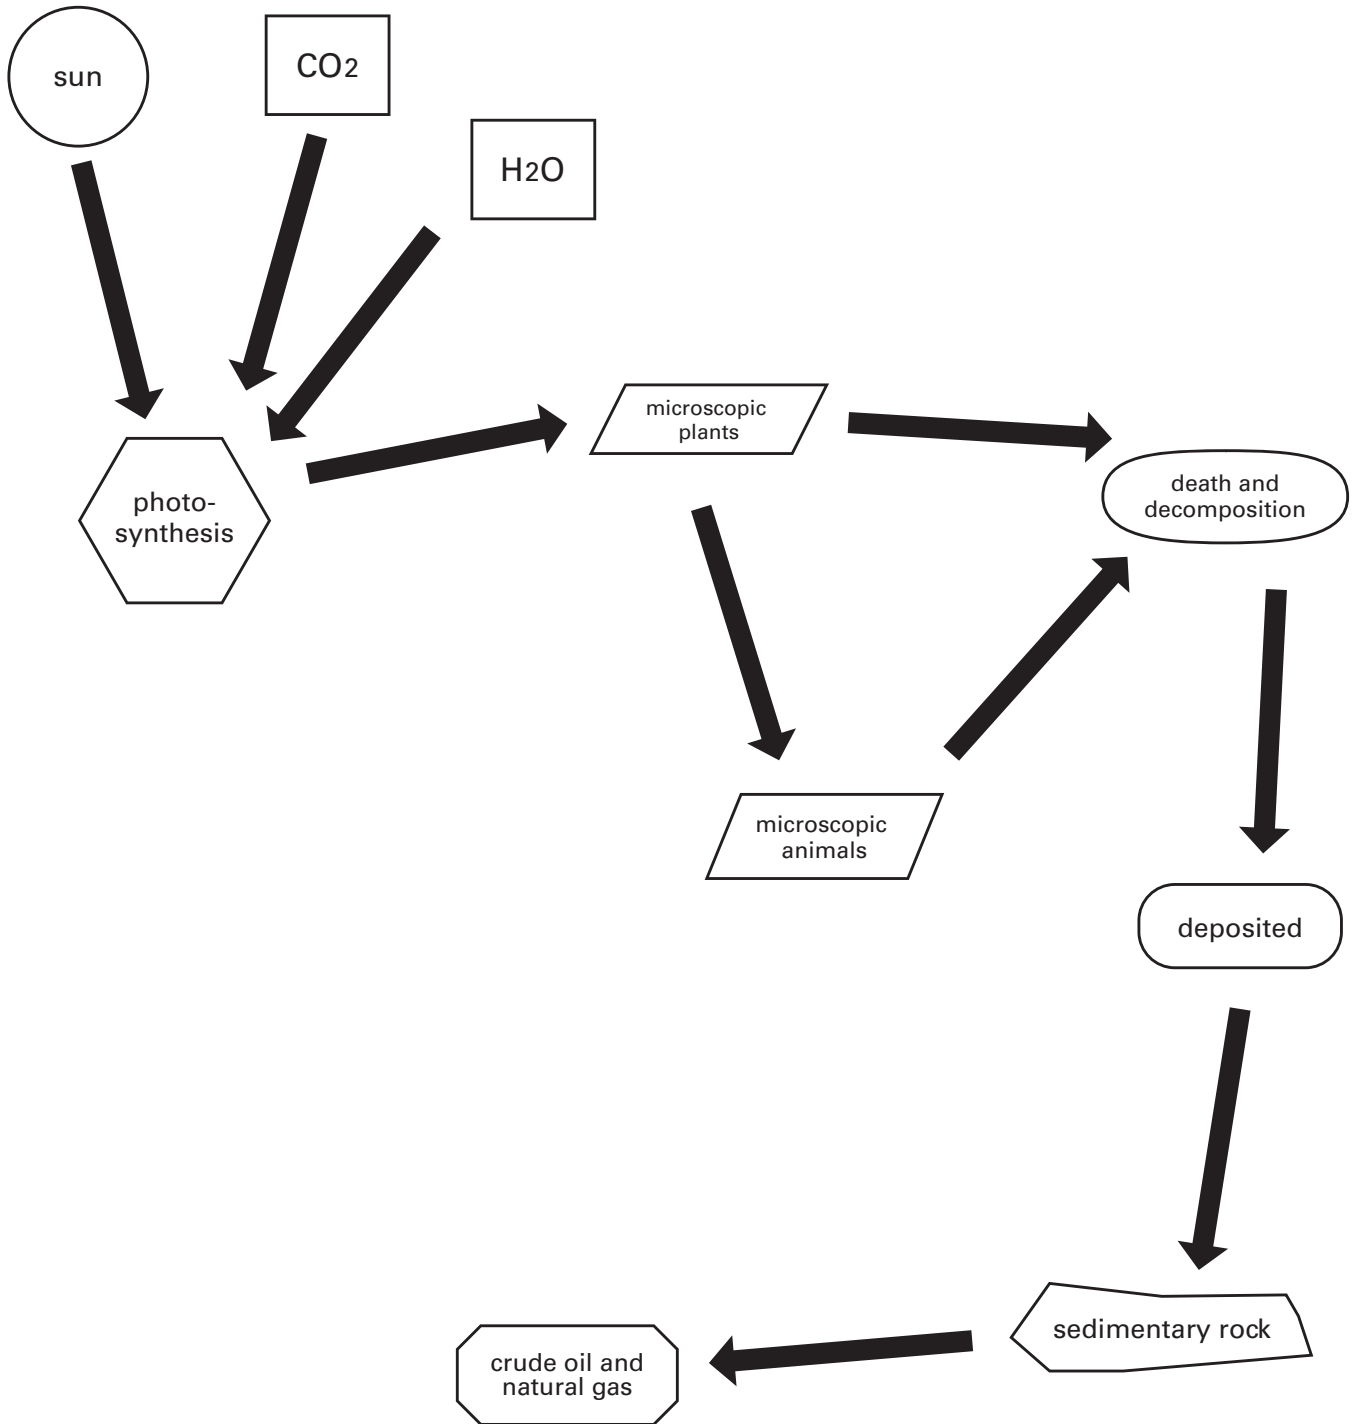 sun
CO2
H2O
microscopic
plants
death and
decomposition
photo-
synthesis
microscopic
animals
deposited
sedimentary rock
crude oil and
natural gas